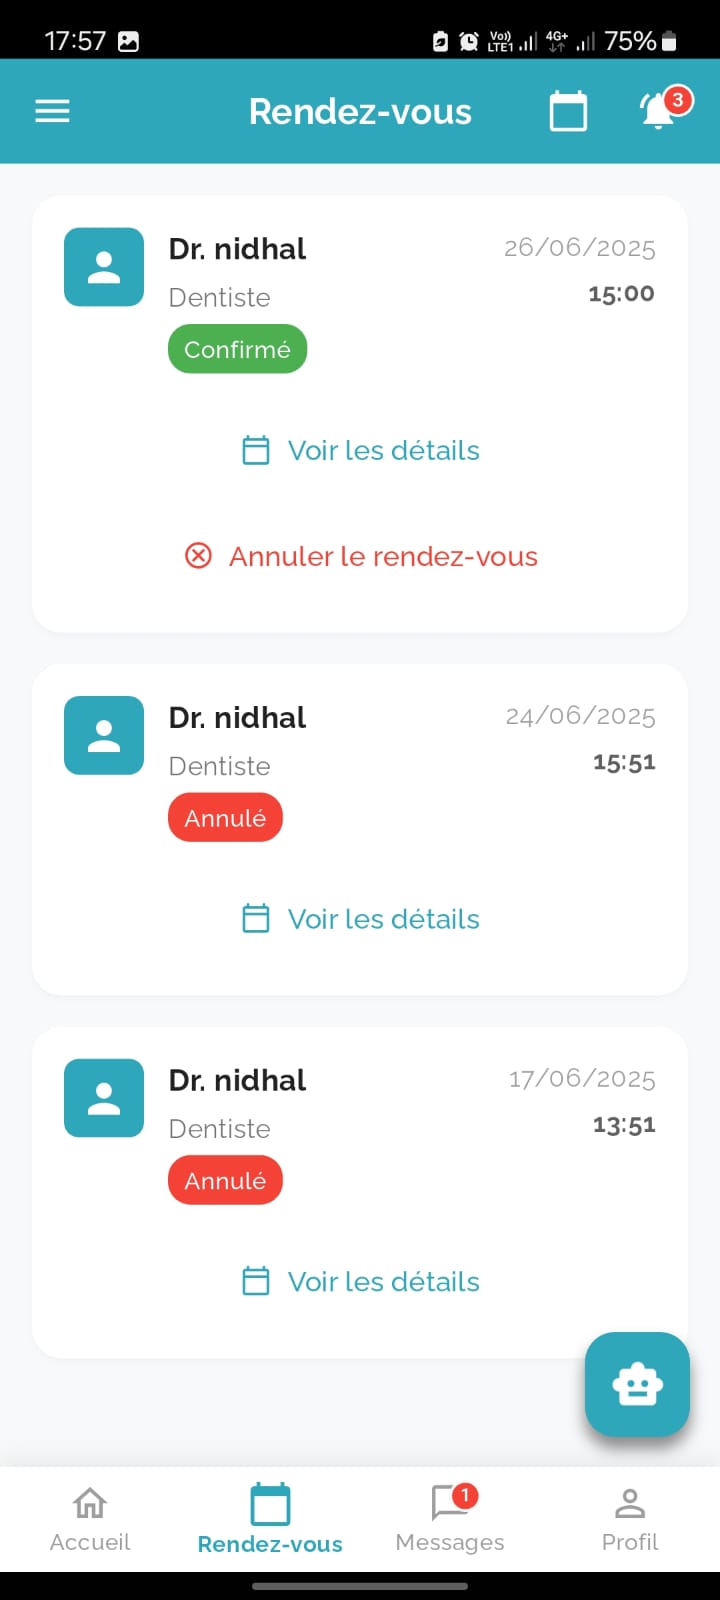 17:57
Vo)) LTE1 4G+ 75%
Rendez-vous
3
Dr. nidhal 26/06/2025
Dentiste 15:00
Confirmé
Voir les détails
Annuler le rendez-vous
Dr. nidhal 24/06/2025
Dentiste 15:51
Annulé
Voir les détails
Dr. nidhal 17/06/2025
Dentiste 13:51
Annulé
Voir les détails
1
Accueil Rendez-vous Messages Profil